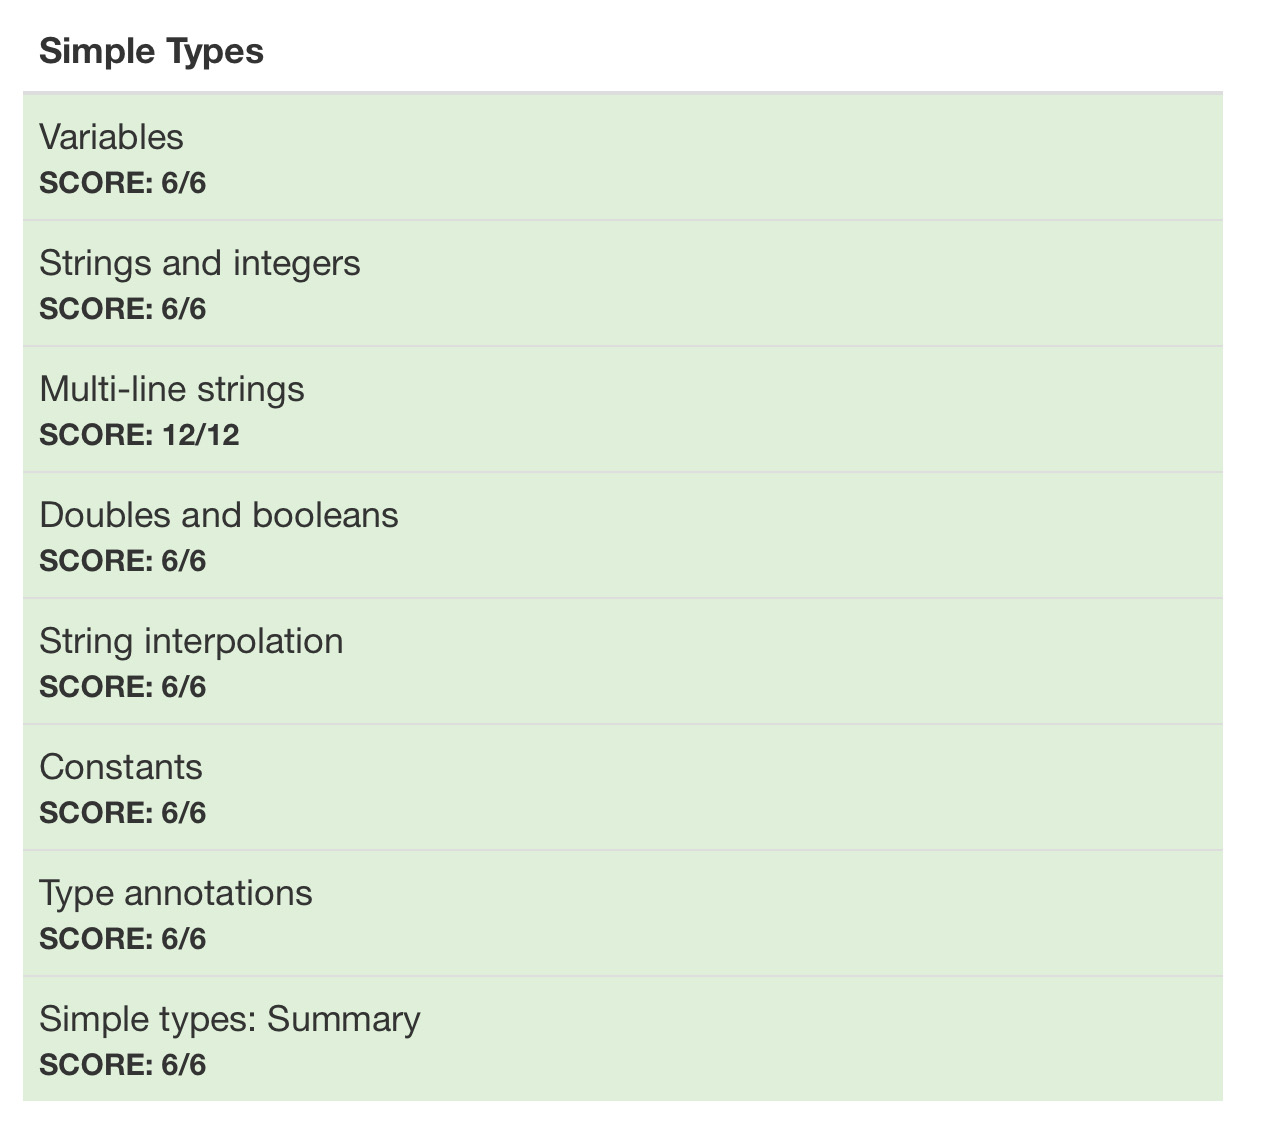 Simple Types
Variables
SCORE: 6/6
Strings and integers
SCORE: 6/6
Multi-line strings
SCORE: 12/12
Doubles and booleans
SCORE: 6/6
String interpolation
SCORE: 6/6
Constants
SCORE: 6/6
Type annotations
SCORE: 6/6
Simple types: Summary
SCORE: 6/6